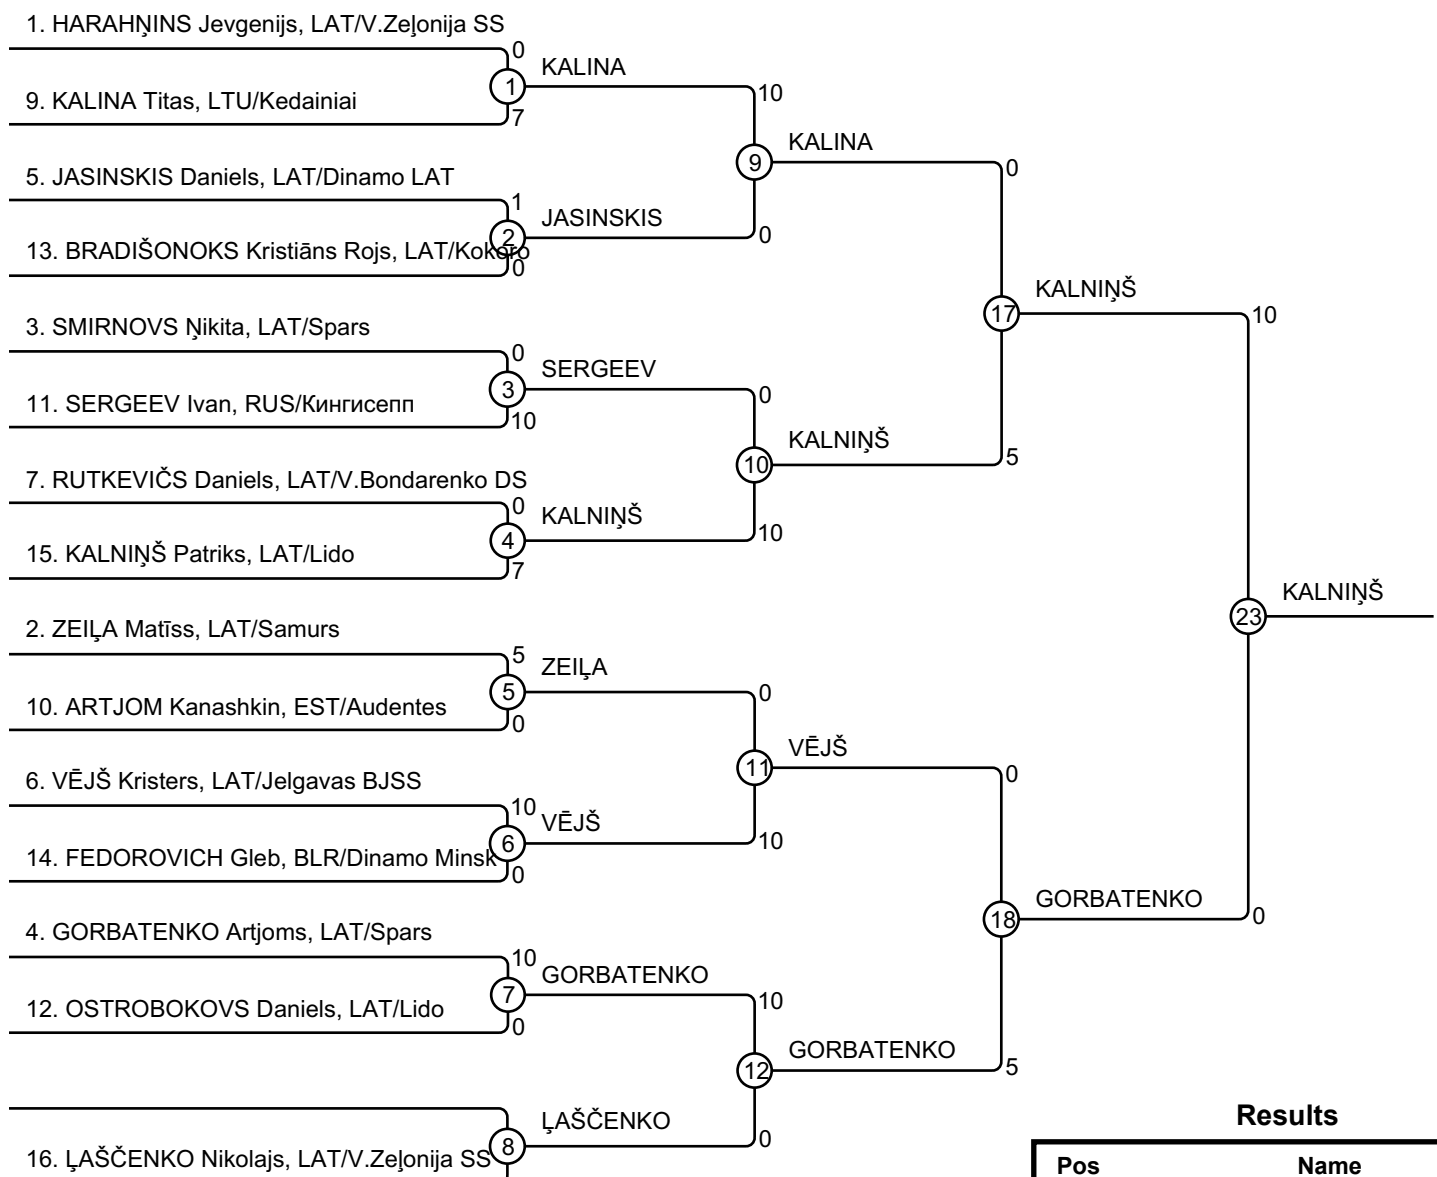 1. HARAHŅINS Jevgenijs, LAT/V.Zeļonija SS
0
KALINA
1
10
9. KALINA Titas, LTU/Kedainiai
7
KALINA
9
0
5. JASINSKIS Daniels, LAT/Dinamo LAT
1
JASINSKIS
2
0
13. BRADIŠONOKS Kristiāns Rojs, LAT/Kokoro
0
KALNIŅŠ
17
10
3. SMIRNOVS Ņikita, LAT/Spars
0
SERGEEV
3
0
11. SERGEEV Ivan, RUS/Кингисепп
10
KALNIŅŠ
10
5
7. RUTKEVIČS Daniels, LAT/V.Bondarenko DS
0
KALNIŅŠ
4
10
15. KALNIŅŠ Patriks, LAT/Lido
7
KALNIŅŠ
23
2. ZEIĻA Matīss, LAT/Samurs
5
ZEIĻA
5
0
10. ARTJOM Kanashkin, EST/Audentes
0
VĒJŠ
11
0
6. VĒJŠ Kristers, LAT/Jelgavas BJSS
10
VĒJŠ
6
10
14. FEDOROVICH Gleb, BLR/Dinamo Minsk
0
GORBATENKO
18
0
4. GORBATENKO Artjoms, LAT/Spars
10
GORBATENKO
7
10
12. OSTROBOKOVS Daniels, LAT/Lido
0
GORBATENKO
12
5
ĻAŠČENKO
8
0
16. ĻAŠČENKO Nikolajs, LAT/V.Zeļonija SS
Results
Pos Name